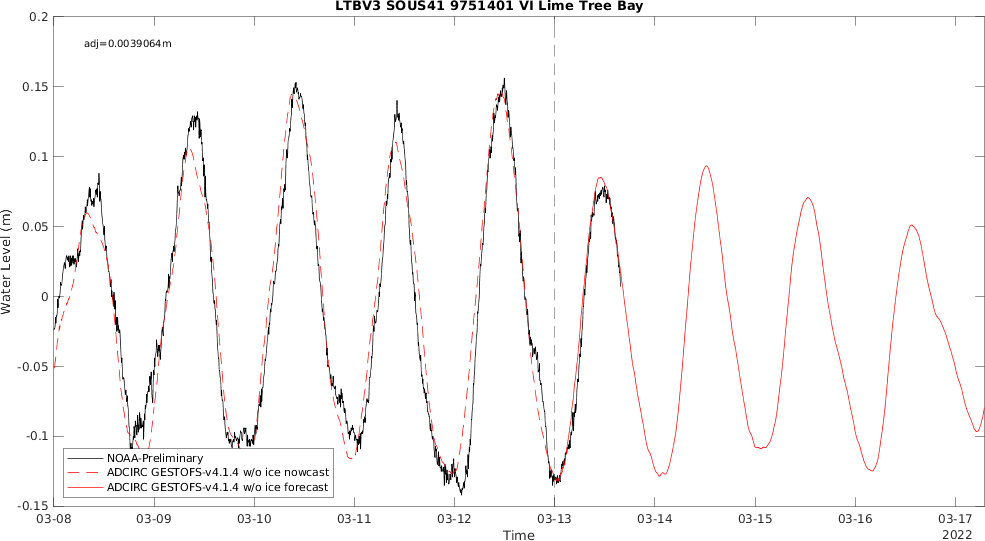 LTBV3 SOUS41 9751401 VI Lime Tree Bay
adj=0.0039064m
0.2
0.15
0.1
0.05
0
-0.05
-0.1
-0.15
Water Level (m)
NOAA-Preliminary
ADCIRC GESTOFS-v4.1.4 w/o ice nowcast
ADCIRC GESTOFS-v4.1.4 w/o ice forecast
03-08 03-09 03-10 03-11 03-12 03-13 03-14 03-15 03-16 03-17
Time
2022